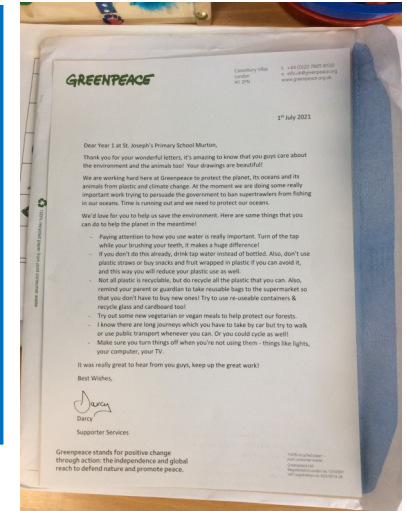 GREENPEACE
Canonbury Villas
London
N1 2PN
www.greenpeace.org.uk
1st July 2021
Dear Year 1 at St. Joseph's Primary School Murton,
Thank you for your wonderful letters, it's amazing to know that you guys care about
the environment and the animals too! Your drawings are beautiful!
We are working hard here at Greenpeace to protect the planet, its oceans and its
animals from plastic and climate change. At the moment we are doing some really
important work trying to persuade the government to ban supertrawlers from fishing
in our oceans. Time is running out and we need to protect our oceans.
We'd love for you to help us save the environment. Here are some things that you
can do to help the planet in the meantime!
- Paying attention to how you use water is really important. Turn of the tap
while your brushing your teeth, it makes a huge difference!
- If you don't do this already, drink tap water instead of bottled. Also, don't use
plastic straws or buy snacks and fruit wrapped in plastic if you can avoid it,
and this way you will reduce your plastic use as well.
- Not all plastic is recyclable, but do recycle all the plastic that you can. Also,
remind your parent or guardian to take reusable bags to the supermarket so
that you don't have to buy new ones! Try to use re-useable containers &
recycle glass and cardboard too!
- Try out some new vegetarian or vegan meals to help protect our forests.
- I know there are long journeys which you have to take by car but try to walk
or use public transport whenever you can. Or you could cycle as well!
- Make sure you turn things off when you're not using them - things like lights,
your computer, your TV.
It was really great to hear from you guys, keep up the great work!
Best Wishes,
Darcy
Darcy
Supporter Services
Greenpeace stands for positive change
through action: the independence and global
reach to defend nature and promote peace.